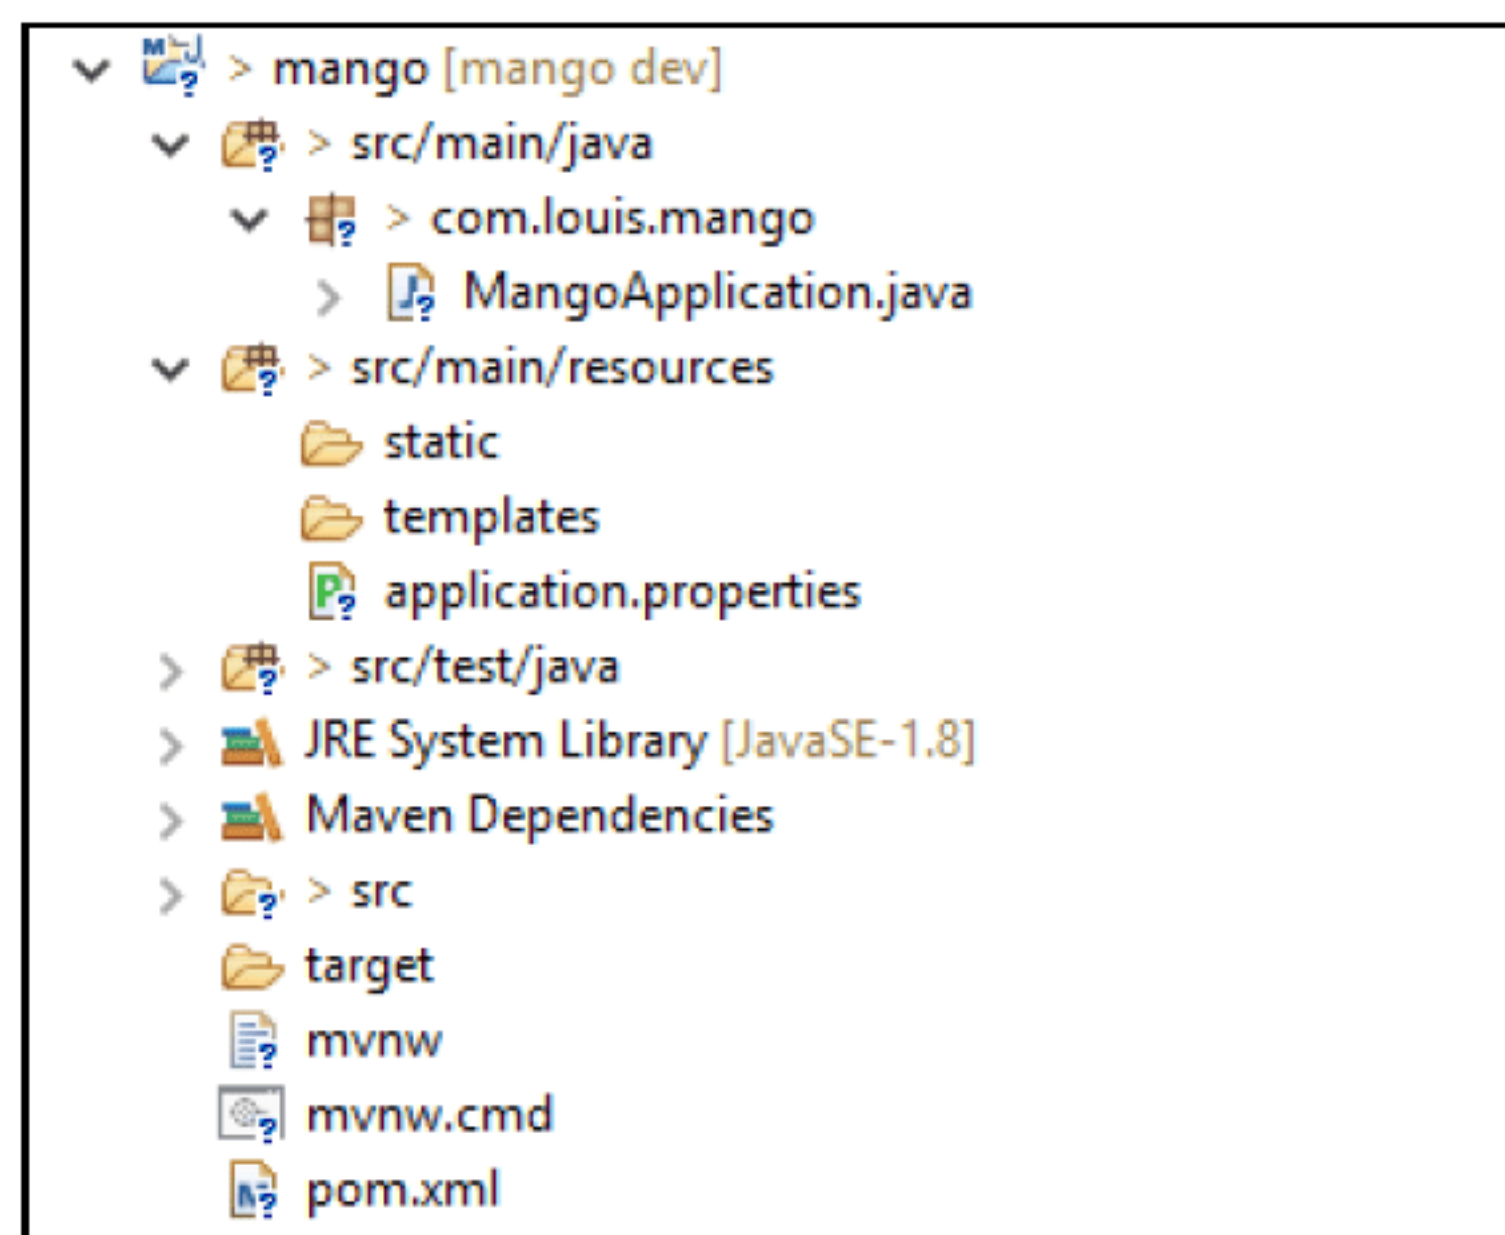 > mango [mango dev]
> src/main/java
> com.louis.mango
MangoApplication.java
> src/main/resources
static
templates
application.properties
> src/test/java
JRE System Library [JavaSE-1.8]
Maven Dependencies
> src
target
mvnw
mvnw.cmd
pom.xml